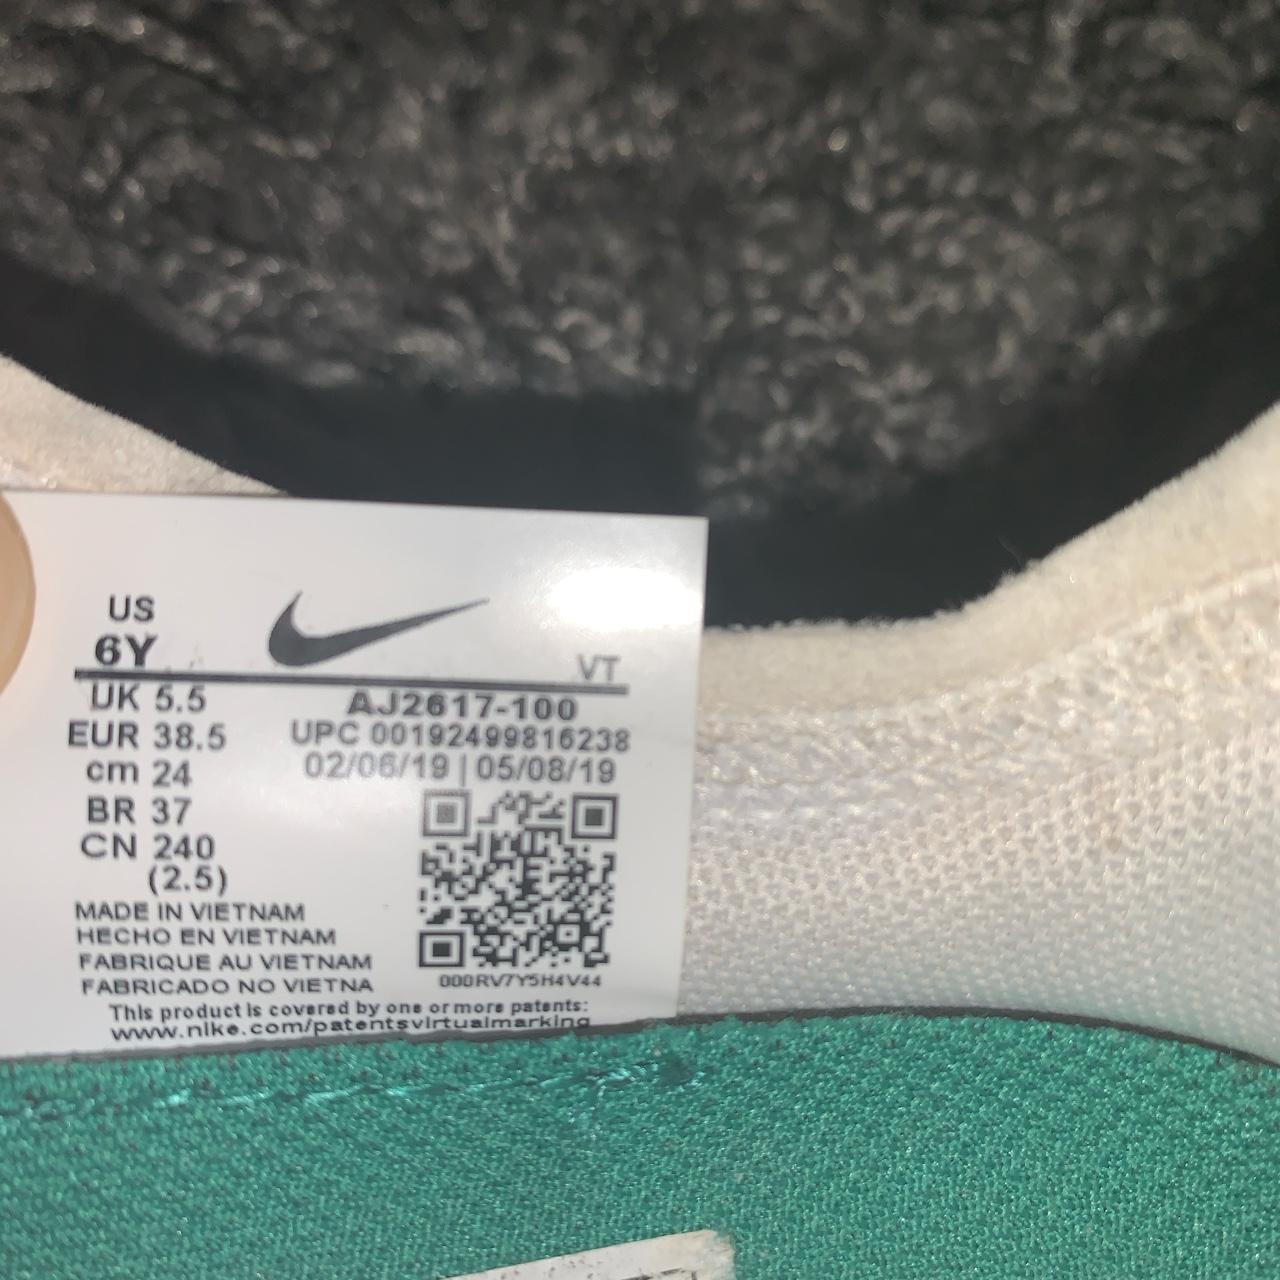 US
6Y
VT
UK 5.5
AJ2617-100
EUR 38.5
UPC 00192499816238
cm 24
02/06/19 | 05/08/19
BR 37
CN 240
(2.5)
MADE IN VIETNAM
HECHO EN VIETNAM
FABRIQUE AU VIETNAM
FABRICADO NO VIETNA
000RV7Y5H4V44
This product is covered by one or more patents:
www.nike.com/patentsvirtualmarking